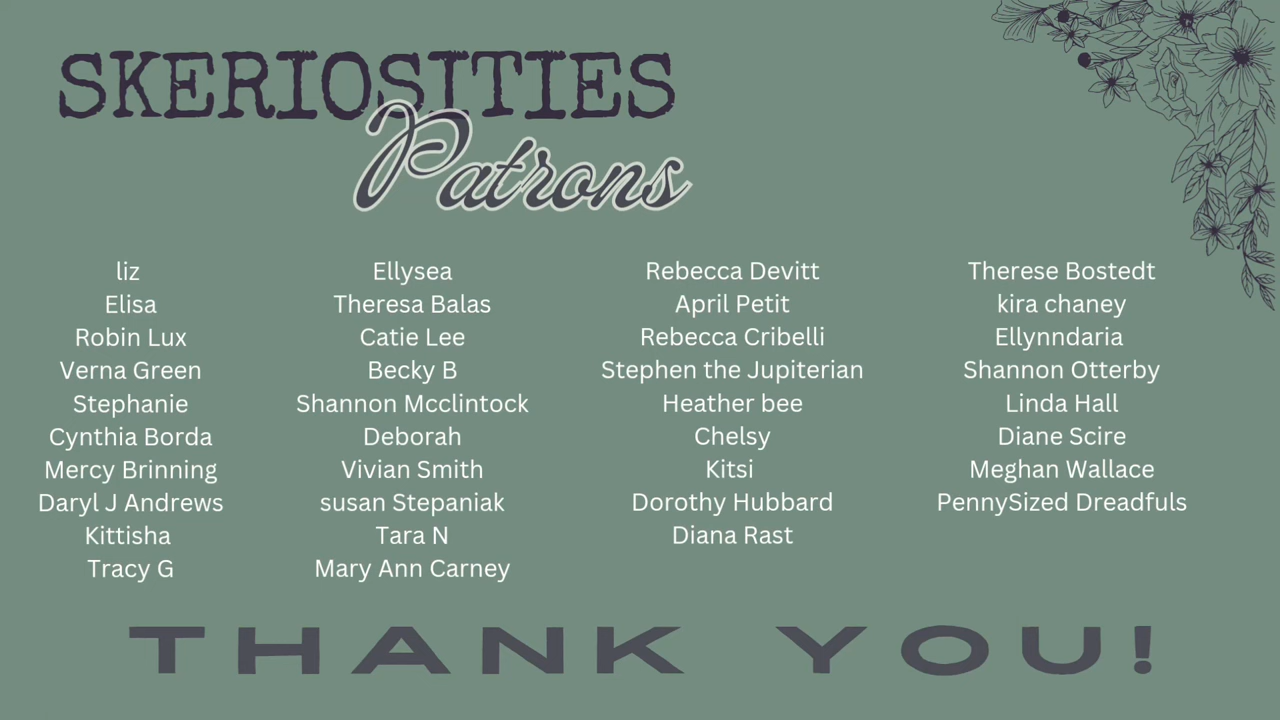 SKERIOSITIES
Patrons
liz
Elisa
Robin Lux
Verna Green
Stephanie
Cynthia Borda
Mercy Brinning
Daryl J Andrews
Kittisha
Tracy G
Ellysea
Theresa Balas
Catie Lee
Becky B
Shannon Mcclintock
Deborah
Vivian Smith
susan Stepaniak
Tara N
Mary Ann Carney
Rebecca Devitt
April Petit
Rebecca Cribelli
Stephen the Jupiterian
Heather bee
Chelsy
Kitsi
Dorothy Hubbard
Diana Rast
Therese Bostedt
kira chaney
Ellynndaria
Shannon Otterby
Linda Hall
Diane Scire
Meghan Wallace
PennySized Dreadfuls
THANK YOU!